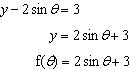 y − 2 sin θ = 3
y = 2 sin θ + 3
f(θ) = 2 sin θ + 3